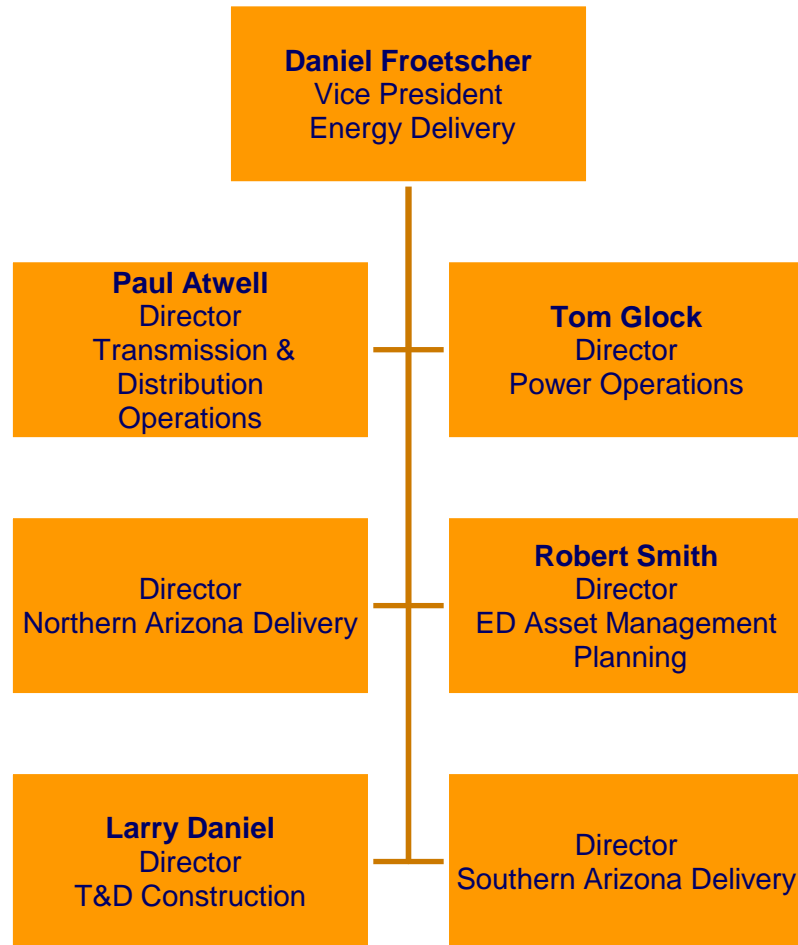 Daniel Froetscher
Vice President
Energy Delivery
Paul Atwell
Director
Transmission &
Distribution
Operations
Tom Glock
Director
Power Operations
Director
Northern Arizona Delivery
Robert Smith
Director
ED Asset Management
Planning
Larry Daniel
Director
T&D Construction
Director
Southern Arizona Delivery